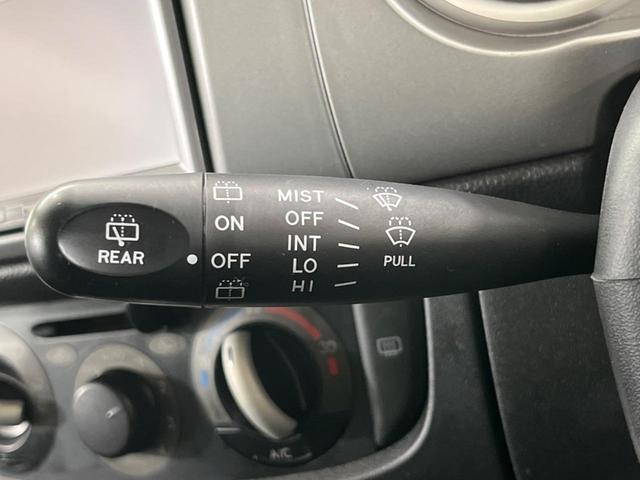 REAR
ON
OFF
MIST
OFF
INT
LO
HI
PULL
A/C